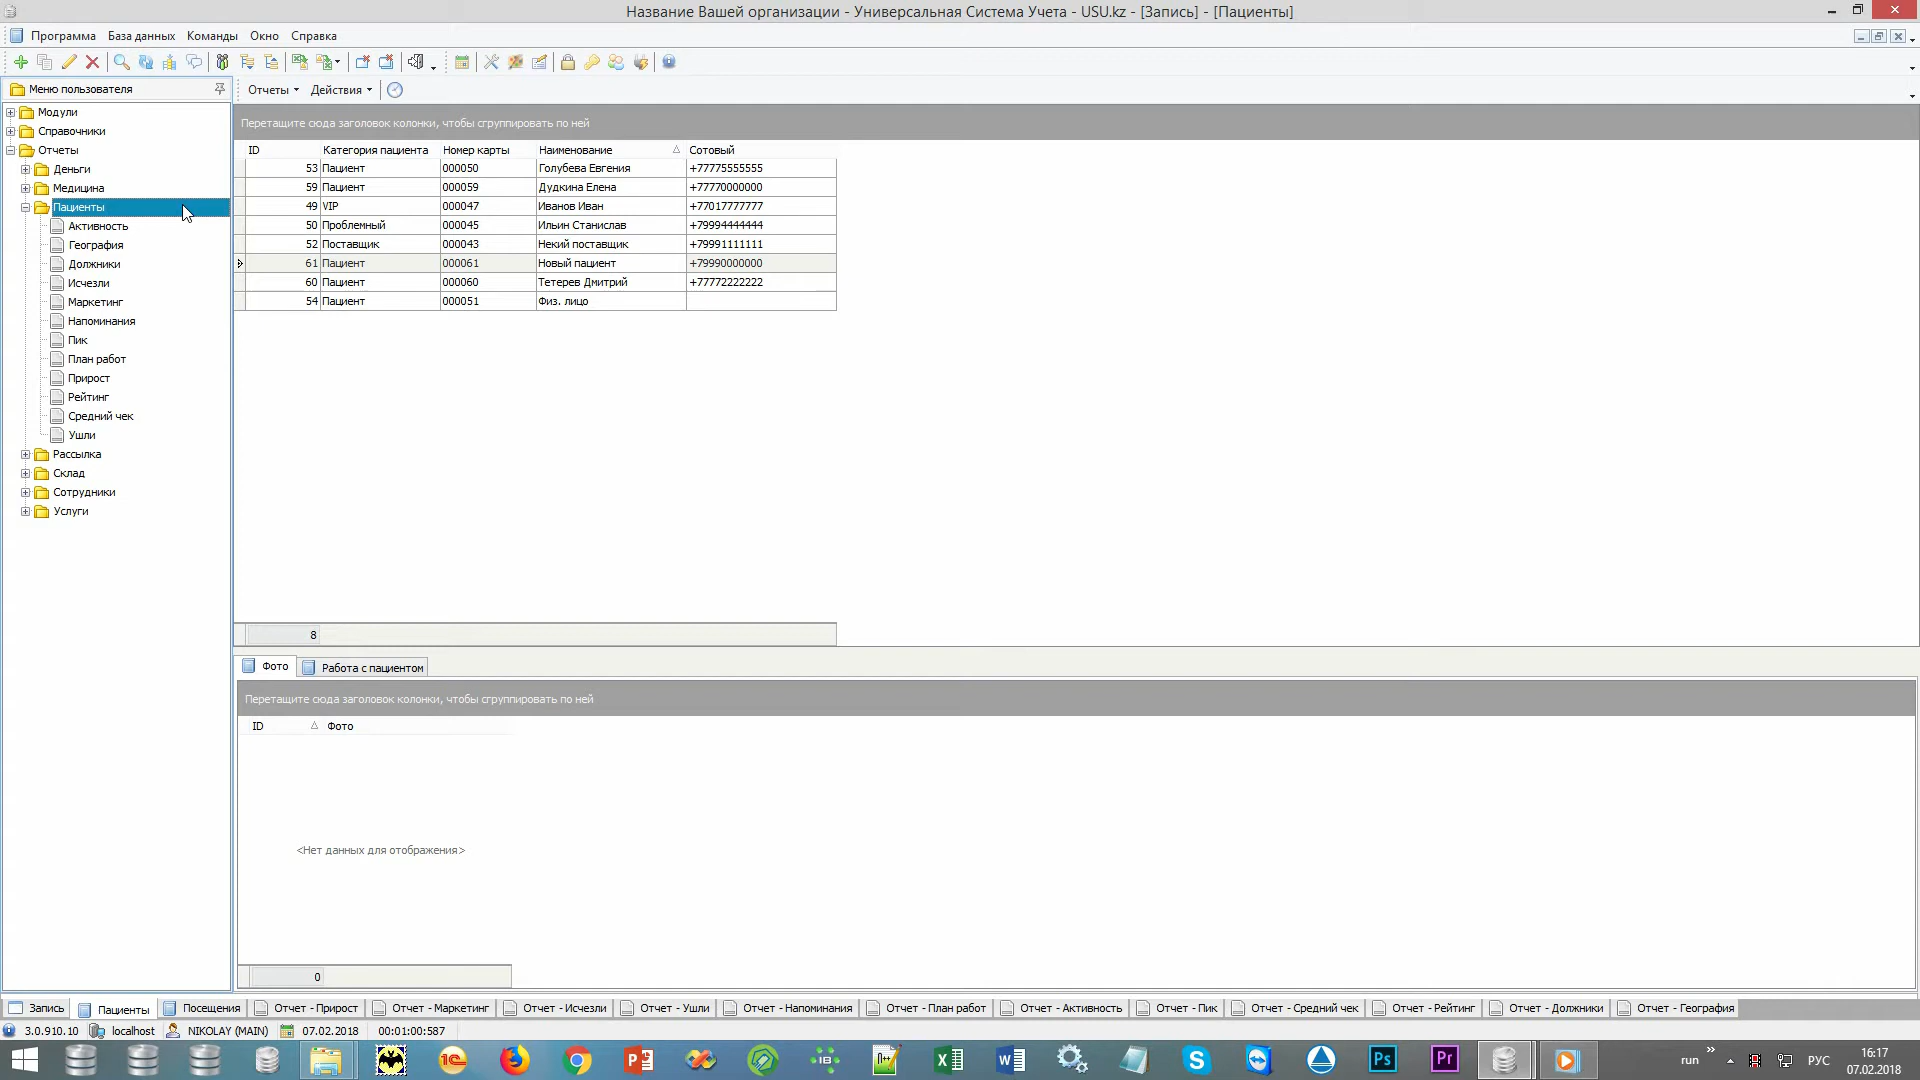 Название Вашей организации - Универсальная Система Учета - USU.kz - [Запись] - [Пациенты]
Программа База данных Команды Окно Справка
Меню пользователя
Отчеты Действия
Модули
Справочники
Отчеты
Деньги
Медицина
Пациенты
Активность
География
Должники
Исчезли
Маркетинг
Напоминания
Пик
План работ
Прирост
Рейтинг
Средний чек
Ушли
Рассылка
Склад
Сотрудники
Услуги
Перетащите сюда заголовок колонки, чтобы сгруппировать по ней
ID Категория пациента Номер карты Наименование Сотовый
53 Пациент 000050 Голубева Евгения +77775555555
59 Пациент 000059 Дудкина Елена +77770000000
49 VIP 000047 Иванов Иван +77017777777
50 Проблемный 000045 Ильин Станислав +79994444444
52 Поставщик 000043 Некий поставщик +79991111111
61 Пациент 000061 Новый пациент +79990000000
60 Пациент 000060 Тетерев Дмитрий +77772222222
54 Пациент 000051 Физ. лицо
8
Фото Работа с пациентом
Перетащите сюда заголовок колонки, чтобы сгруппировать по ней
ID Фото
<Нет данных для отображения>
0
Запись Пациенты Посещения Отчет - Прирост Отчет - Маркетинг Отчет - Исчезли Отчет - Ушли Отчет - Напоминания Отчет - План работ Отчет - Активность Отчет - Пик Отчет - Средний чек Отчет - Рейтинг Отчет - Должники Отчет - География
3.0.910.10 localhost NIKOLAY (MAIN) 07.02.2018 00:01:00:587
1С iB Ps Pr run РУС 16:17
07.02.2018